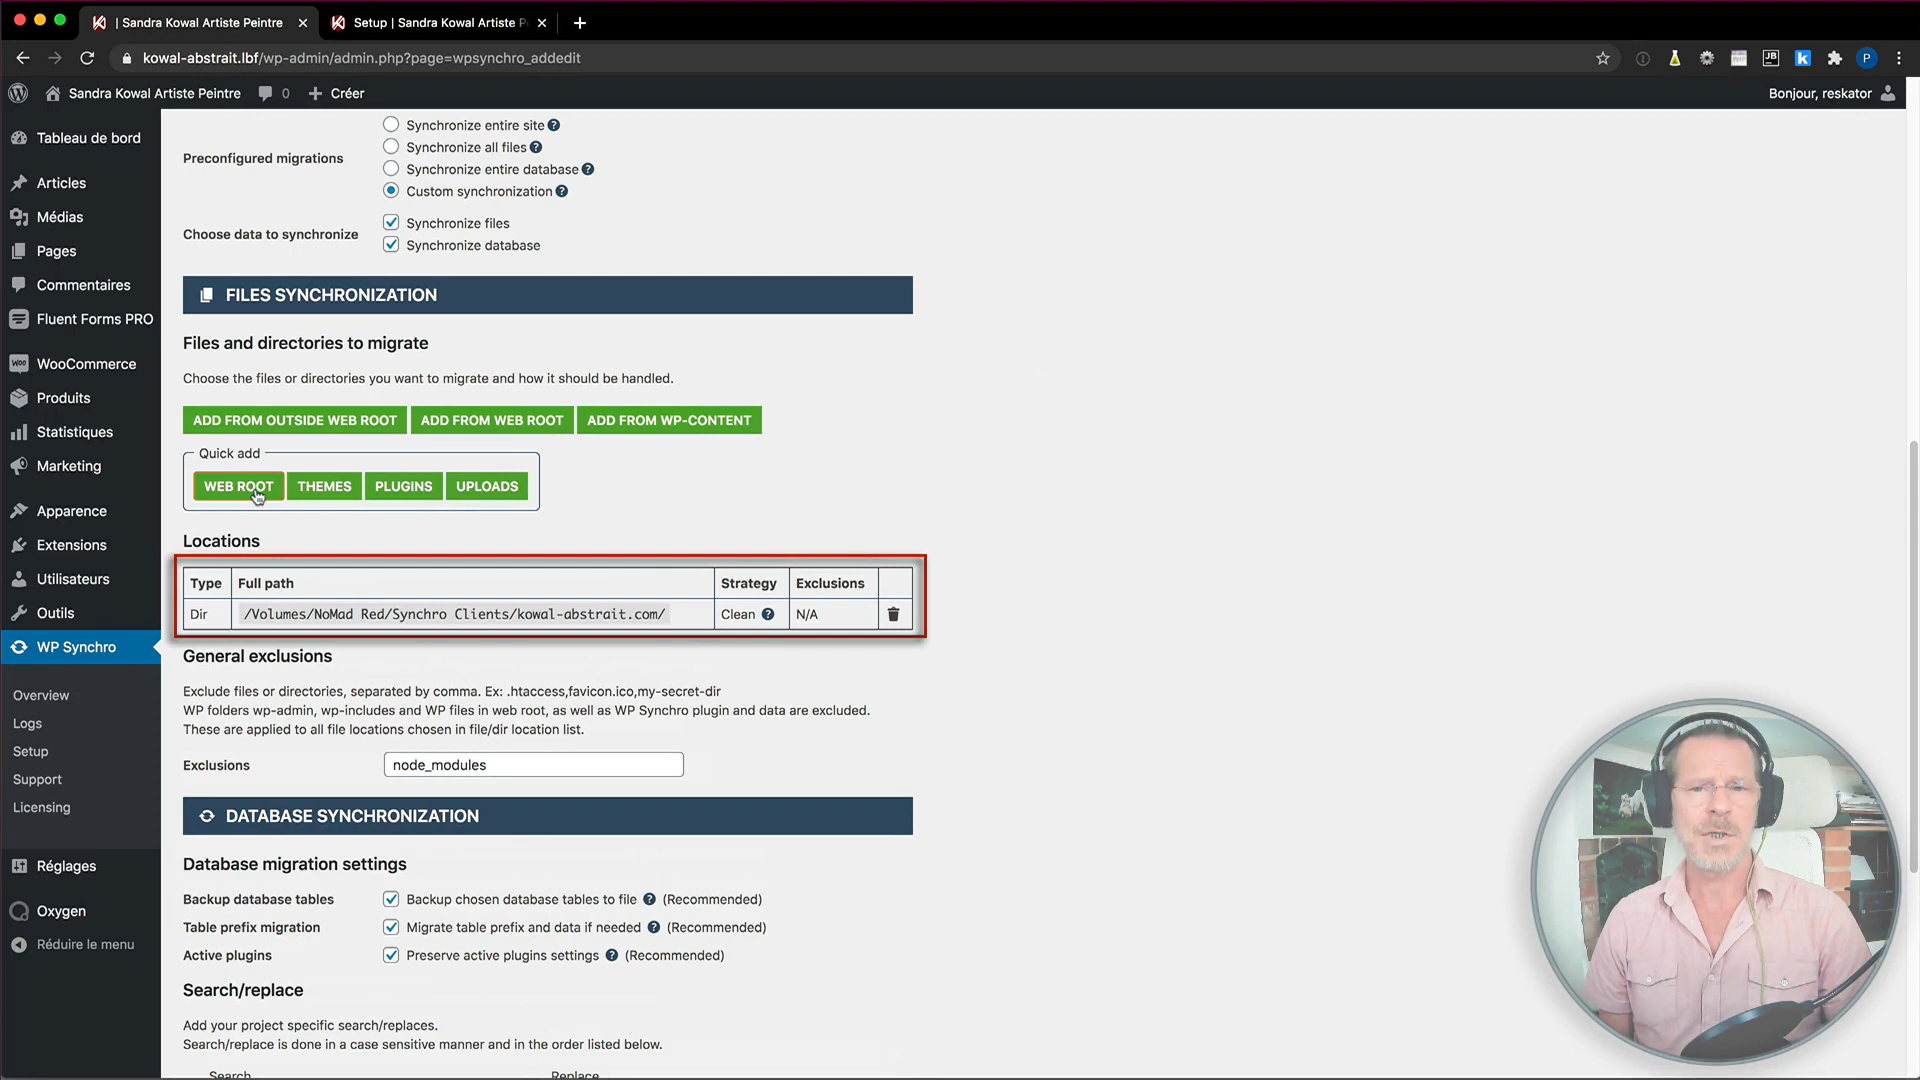 | Sandra Kowal Artiste Peintre
Setup | Sandra Kowal Artiste P
kowal-abstrait.lbf/wp-admin/admin.php?page=wpsynchro_addedit
P
Sandra Kowal Artiste Peintre
0
Créer
Bonjour, reskator
Tableau de bord
Articles
Médias
Pages
Commentaires
Fluent Forms PRO
WooCommerce
Produits
Statistiques
Marketing
Apparence
Extensions
Utilisateurs
Outils
WP Synchro
Overview
Logs
Setup
Support
Licensing
Réglages
Oxygen
Réduire le menu
Preconfigured migrations
Synchronize entire site
Synchronize all files
Synchronize entire database
Custom synchronization
Choose data to synchronize
Synchronize files
Synchronize database
FILES SYNCHRONIZATION
Files and directories to migrate
Choose the files or directories you want to migrate and how it should be handled.
ADD FROM OUTSIDE WEB ROOT ADD FROM WEB ROOT ADD FROM WP-CONTENT
Quick add
WEB ROOT THEMES PLUGINS UPLOADS
Locations
Type Full path Strategy Exclusions
Dir /Volumes/NoMad Red/Synchro Clients/kowal-abstrait.com/ Clean ? N/A
General exclusions
Exclude files or directories, separated by comma. Ex: .htaccess,favicon.ico,my-secret-dir
WP folders wp-admin, wp-includes and WP files in web root, as well as WP Synchro plugin and data are excluded.
These are applied to all file locations chosen in file/dir location list.
Exclusions node_modules
DATABASE SYNCHRONIZATION
Database migration settings
Backup database tables Backup chosen database tables to file ? (Recommended)
Table prefix migration Migrate table prefix and data if needed ? (Recommended)
Active plugins Preserve active plugins settings ? (Recommended)
Search/replace
Add your project specific search/replaces.
Search/replace is done in a case sensitive manner and in the order listed below.
Search Replace